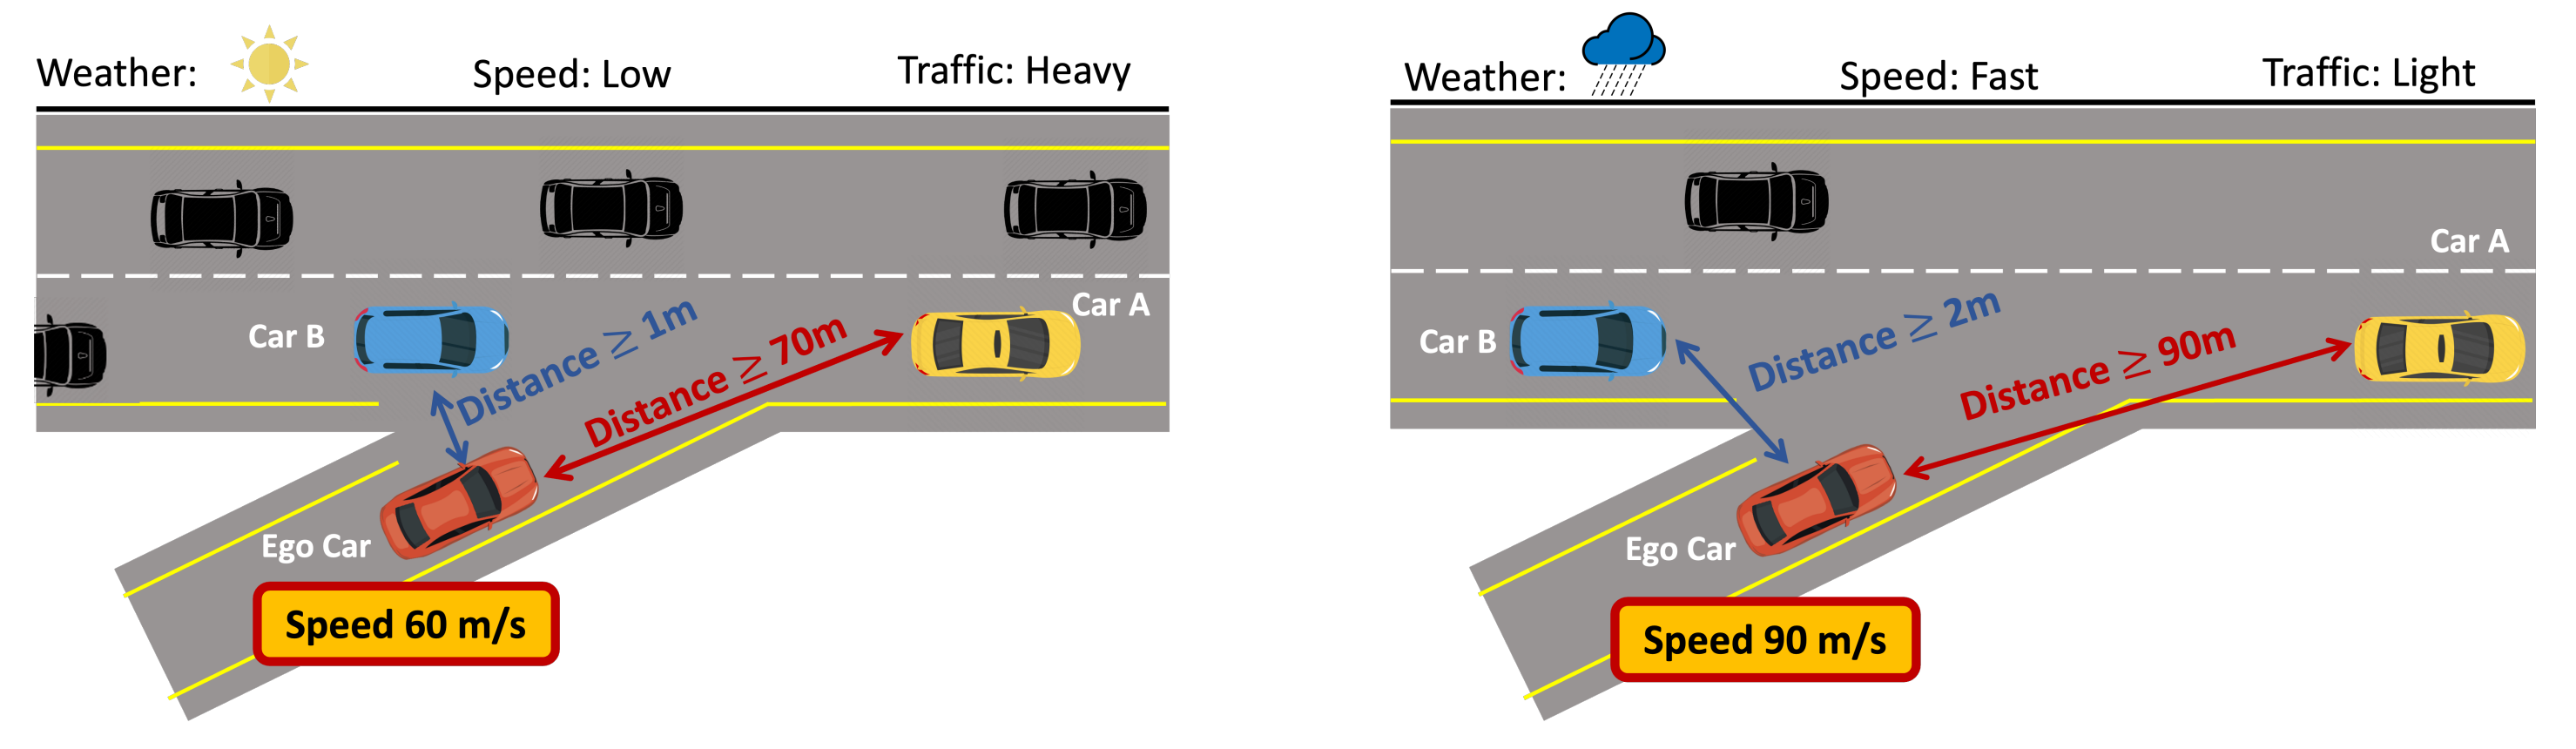 Weather:
Speed: Low
Traffic: Heavy
Car A
Car B
Distance ≥ 1m
Distance ≥ 70m
Ego Car
Speed 60 m/s
Weather:
Speed: Fast
Traffic: Light
Car A
Car B
Distance ≥ 2m
Distance ≥ 90m
Ego Car
Speed 90 m/s